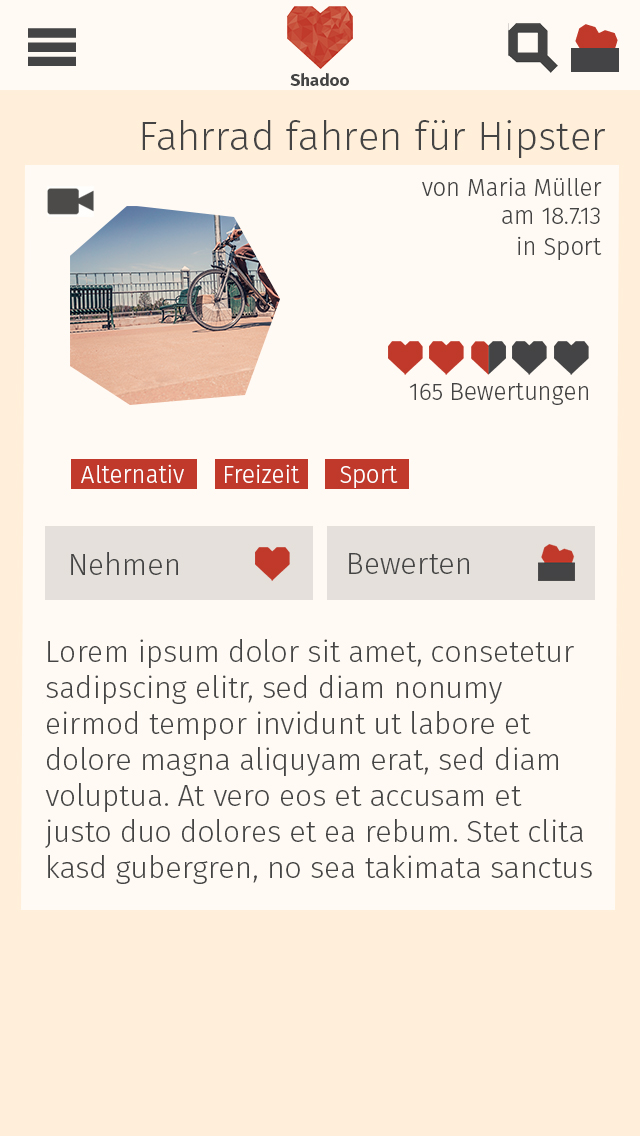 Shadoo
Fahrrad fahren für Hipster
von Maria Müller
am 18.7.13
in Sport
165 Bewertungen
Alternativ Freizeit Sport
Nehmen Bewerten
Lorem ipsum dolor sit amet, consetetur
sadipscing elitr, sed diam nonumy
eirmod tempor invidunt ut labore et
dolore magna aliquyam erat, sed diam
voluptua. At vero eos et accusam et
justo duo dolores et ea rebum. Stet clita
kasd gubergren, no sea takimata sanctus